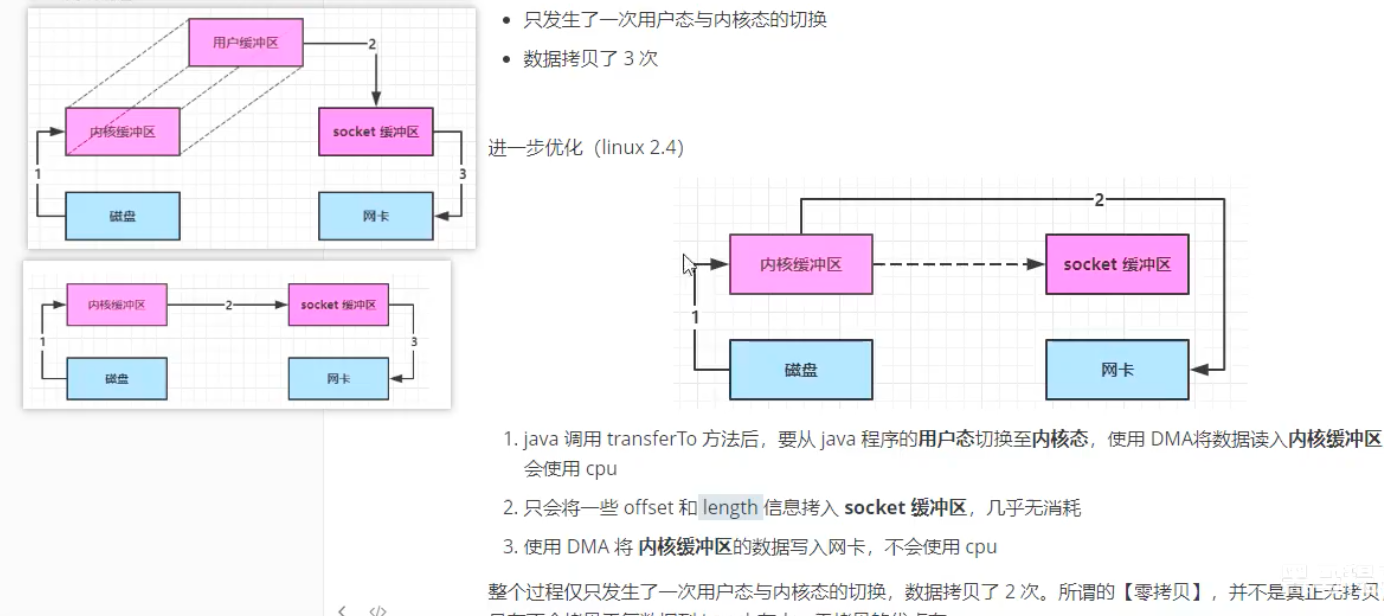 用户缓冲区
2
内核缓冲区
socket 缓冲区
1
3
磁盘
网卡
内核缓冲区
2
socket 缓冲区
1
3
磁盘
网卡
只发生了一次用户态与内核态的切换
数据拷贝了 3 次
进一步优化（linux 2.4）
2
内核缓冲区
socket 缓冲区
1
磁盘
网卡
1. java 调用 transferTo 方法后，要从 java 程序的用户态切换至内核态，使用 DMA将数据读入内核缓冲区
会使用 cpu
2. 只会将一些 offset 和 length 信息拷入 socket 缓冲区，几乎无消耗
3. 使用 DMA 将 内核缓冲区的数据写入网卡，不会使用 cpu
整个过程仅只发生了一次用户态与内核态的切换，数据拷贝了 2 次。所谓的【零拷贝】，并不是真正无拷贝